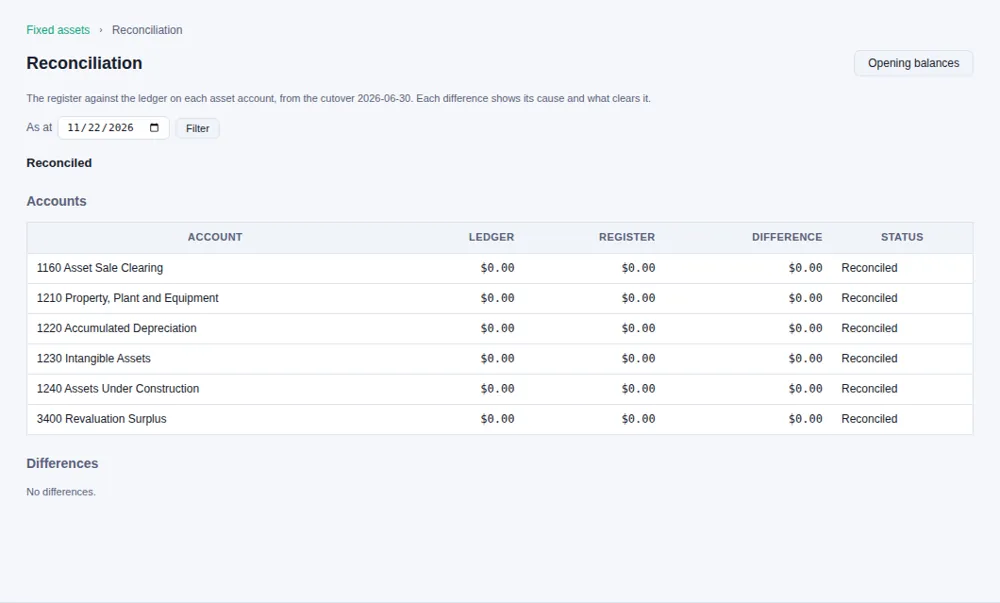 Fixed assets › Reconciliation
Reconciliation
Opening balances
The register against the ledger on each asset account, from the cutover 2026-06-30. Each difference shows its cause and what clears it.
As at 11/22/2026 Filter
Reconciled
Accounts
ACCOUNT LEDGER REGISTER DIFFERENCE STATUS
1160 Asset Sale Clearing $0.00 $0.00 $0.00 Reconciled
1210 Property, Plant and Equipment $0.00 $0.00 $0.00 Reconciled
1220 Accumulated Depreciation $0.00 $0.00 $0.00 Reconciled
1230 Intangible Assets $0.00 $0.00 $0.00 Reconciled
1240 Assets Under Construction $0.00 $0.00 $0.00 Reconciled
3400 Revaluation Surplus $0.00 $0.00 $0.00 Reconciled
Differences
No differences.